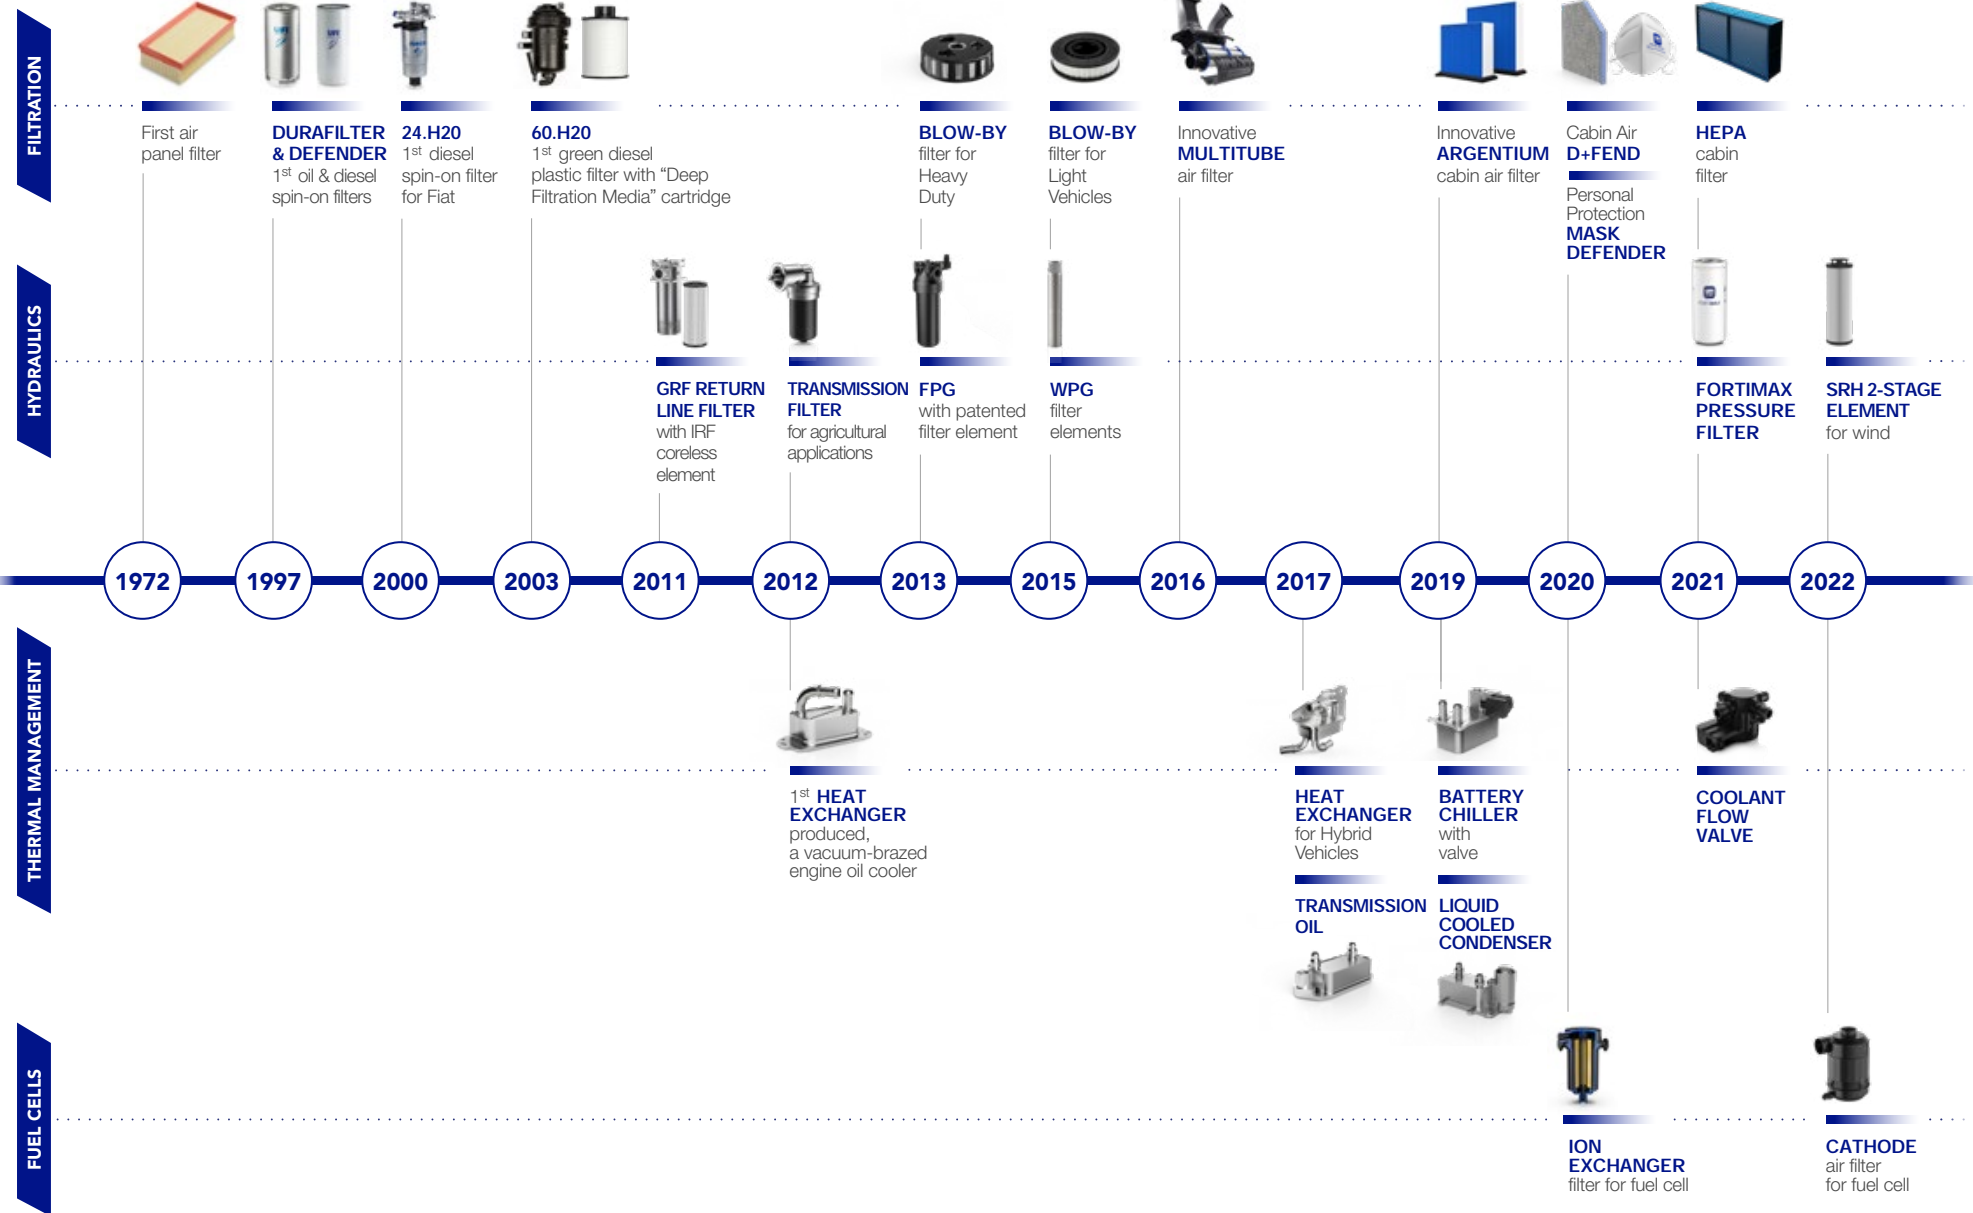 FILTRATION
First air
panel filter
DURAFILTER
& DEFENDER
1st oil & diesel
spin-on filters
24.H20
1st diesel
spin-on filter
for Fiat
60.H20
1st green diesel
plastic filter with “Deep
Filtration Media” cartridge
BLOW-BY
filter for
Heavy
Duty
BLOW-BY
filter for
Light
Vehicles
Innovative
MULTITUBE
air filter
Innovative
ARGENTIUM
cabin air filter
Cabin Air
D+FEND
Personal
Protection
MASK
DEFENDER
HEPA
cabin
filter
HYDRAULICS
GRF RETURN
LINE FILTER
with IRF
coreless
element
TRANSMISSION
FILTER
for agricultural
applications
FPG
with patented
filter element
WPG
filter
elements
FORTIMAX
PRESSURE
FILTER
SRH 2-STAGE
ELEMENT
for wind
1972
1997
2000
2003
2011
2012
2013
2015
2016
2017
2019
2020
2021
2022
THERMAL MANAGEMENT
1st HEAT
EXCHANGER
produced,
a vacuum-brazed
engine oil cooler
HEAT
EXCHANGER
for Hybrid
Vehicles
TRANSMISSION
OIL
BATTERY
CHILLER
with
valve
LIQUID
COOLED
CONDENSER
COOLANT
FLOW
VALVE
FUEL CELLS
ION
EXCHANGER
filter for fuel cell
CATHODE
air filter
for fuel cell